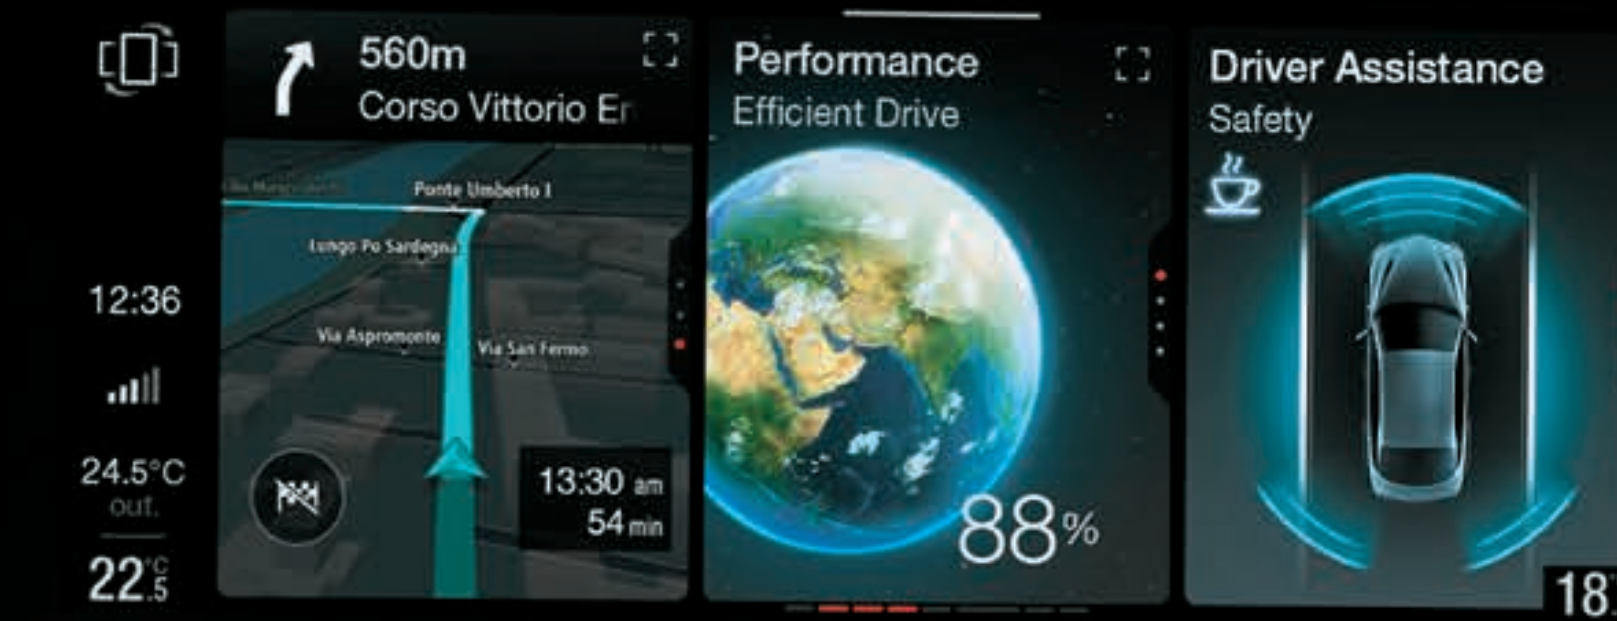 12:36
24.5°C
out.
22.5°C
560m
Corso Vittorio Em
Ponte Umberto I
Lungo Po Sardegna
Via Aspromonte
Via San Fermo
13:30 am
54 min
Performance
Efficient Drive
88%
Driver Assistance
Safety
18